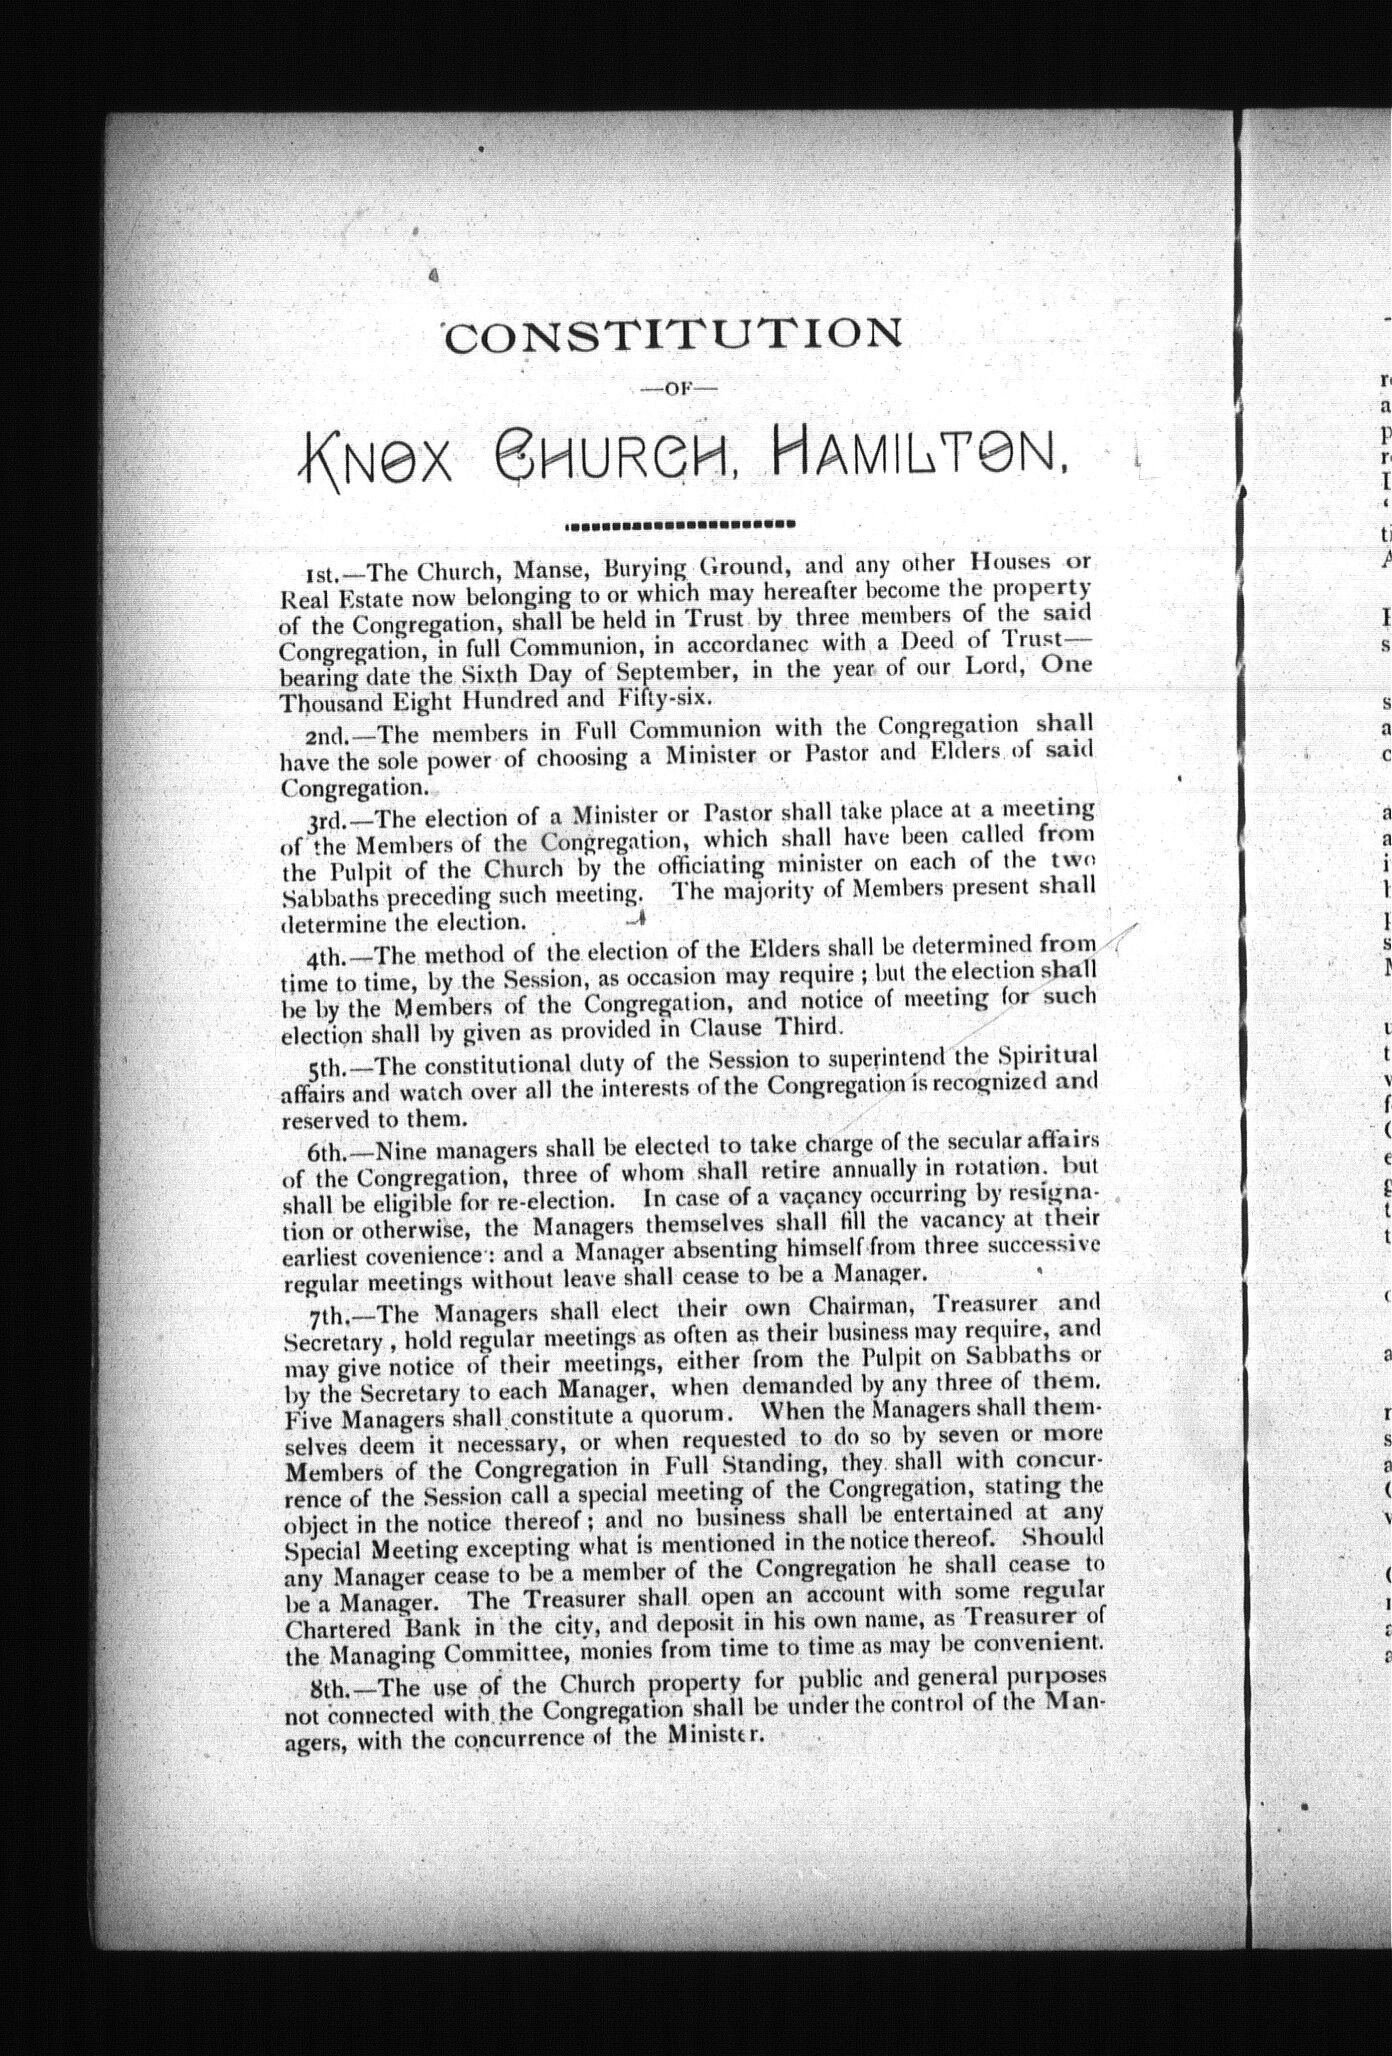 CONSTITUTION
—OF—
KNOX CHURCH, HAMILTON.
1st.—The Church, Manse, Burying Ground, and any other Houses or
Real Estate now belonging to or which may hereafter become the property
of the Congregation, shall be held in Trust by three members of the said
Congregation, in full Communion, in accordanec with a Deed of Trust—
bearing date the Sixth Day of September, in the year of our Lord, One
Thousand Eight Hundred and Fifty-six.
2nd.—The members in Full Communion with the Congregation shall
have the sole power of choosing a Minister or Pastor and Elders of said
Congregation.
3rd.—The election of a Minister or Pastor shall take place at a meeting
of the Members of the Congregation, which shall have been called from
the Pulpit of the Church by the officiating minister on each of the two
Sabbaths preceding such meeting. The majority of Members present shall
determine the election.
4th.—The method of the election of the Elders shall be determined from
time to time, by the Session, as occasion may require ; but the election shall
be by the Members of the Congregation, and notice of meeting for such
election shall by given as provided in Clause Third.
5th.—The constitutional duty of the Session to superintend the Spiritual
affairs and watch over all the interests of the Congregation is recognized and
reserved to them.
6th.—Nine managers shall be elected to take charge of the secular affairs
of the Congregation, three of whom shall retire annually in rotation. but
shall be eligible for re-election. In case of a vacancy occurring by resigna-
tion or otherwise, the Managers themselves shall fill the vacancy at their
earliest covenience : and a Manager absenting himself from three successive
regular meetings without leave shall cease to be a Manager.
7th.—The Managers shall elect their own Chairman, Treasurer and
Secretary , hold regular meetings as often as their business may require, and
may give notice of their meetings, either from the Pulpit on Sabbaths or
by the Secretary to each Manager, when demanded by any three of them.
Five Managers shall constitute a quorum. When the Managers shall them-
selves deem it necessary, or when requested to do so by seven or more
Members of the Congregation in Full Standing, they shall with concur-
rence of the Session call a special meeting of the Congregation, stating the
object in the notice thereof ; and no business shall be entertained at any
Special Meeting excepting what is mentioned in the notice thereof. Should
any Manager cease to be a member of the Congregation he shall cease to
be a Manager. The Treasurer shall open an account with some regular
Chartered Bank in the city, and deposit in his own name, as Treasurer of
the Managing Committee, monies from time to time as may be convenient.
8th.—The use of the Church property for public and general purposes
not connected with the Congregation shall be under the control of the Man-
agers, with the concurrence of the Minister.